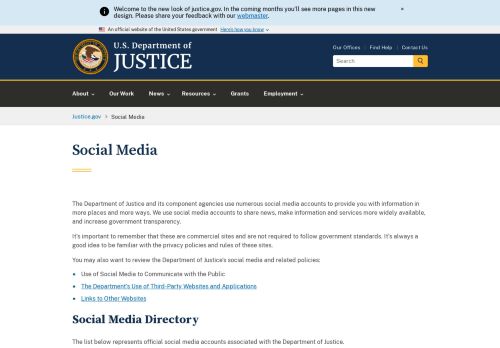 Welcome to the new look of justice.gov. In the coming months you'll see more pages in this new
design. Please share your feedback with our webmaster.
×
An official website of the United States government Here's how you know
U.S. Department of
JUSTICE
Our Offices | Find Help | Contact Us
Search
About Our Work News Resources Grants Employment
Justice.gov > Social Media
Social Media
The Department of Justice and its component agencies use numerous social media accounts to provide you with information
in more places and more ways. We use social media accounts to share news, make information and services more widely available,
and increase government transparency.
It's important to remember that these are commercial sites and are not required to follow government standards. It's always a
good idea to be familiar with the privacy policies and rules of these sites.
You may also want to review the Department of Justice's social media and related policies:
Use of Social Media to Communicate with the Public
The Department's Use of Third-Party Websites and Applications
Links to Other Websites
Social Media Directory
The list below represents official social media accounts associated with the Department of Justice.